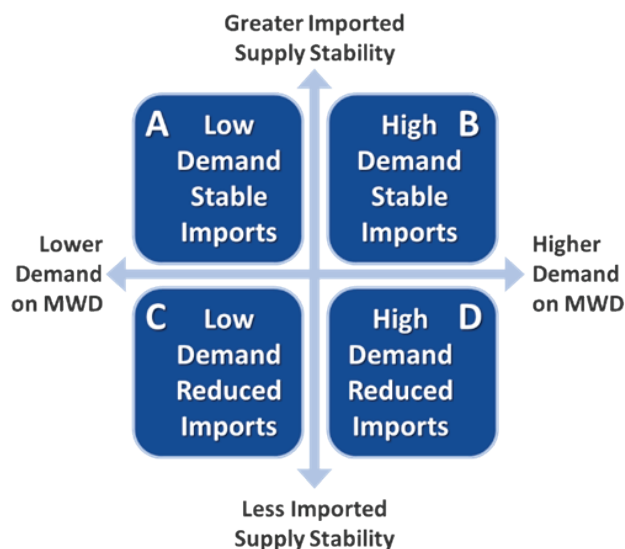 Greater Imported
Supply Stability
A Low
Demand
Stable
Imports
High B
Demand
Stable
Imports
Lower
Demand
on MWD
Higher
Demand
on MWD
C Low
Demand
Reduced
Imports
High D
Demand
Reduced
Imports
Less Imported
Supply Stability